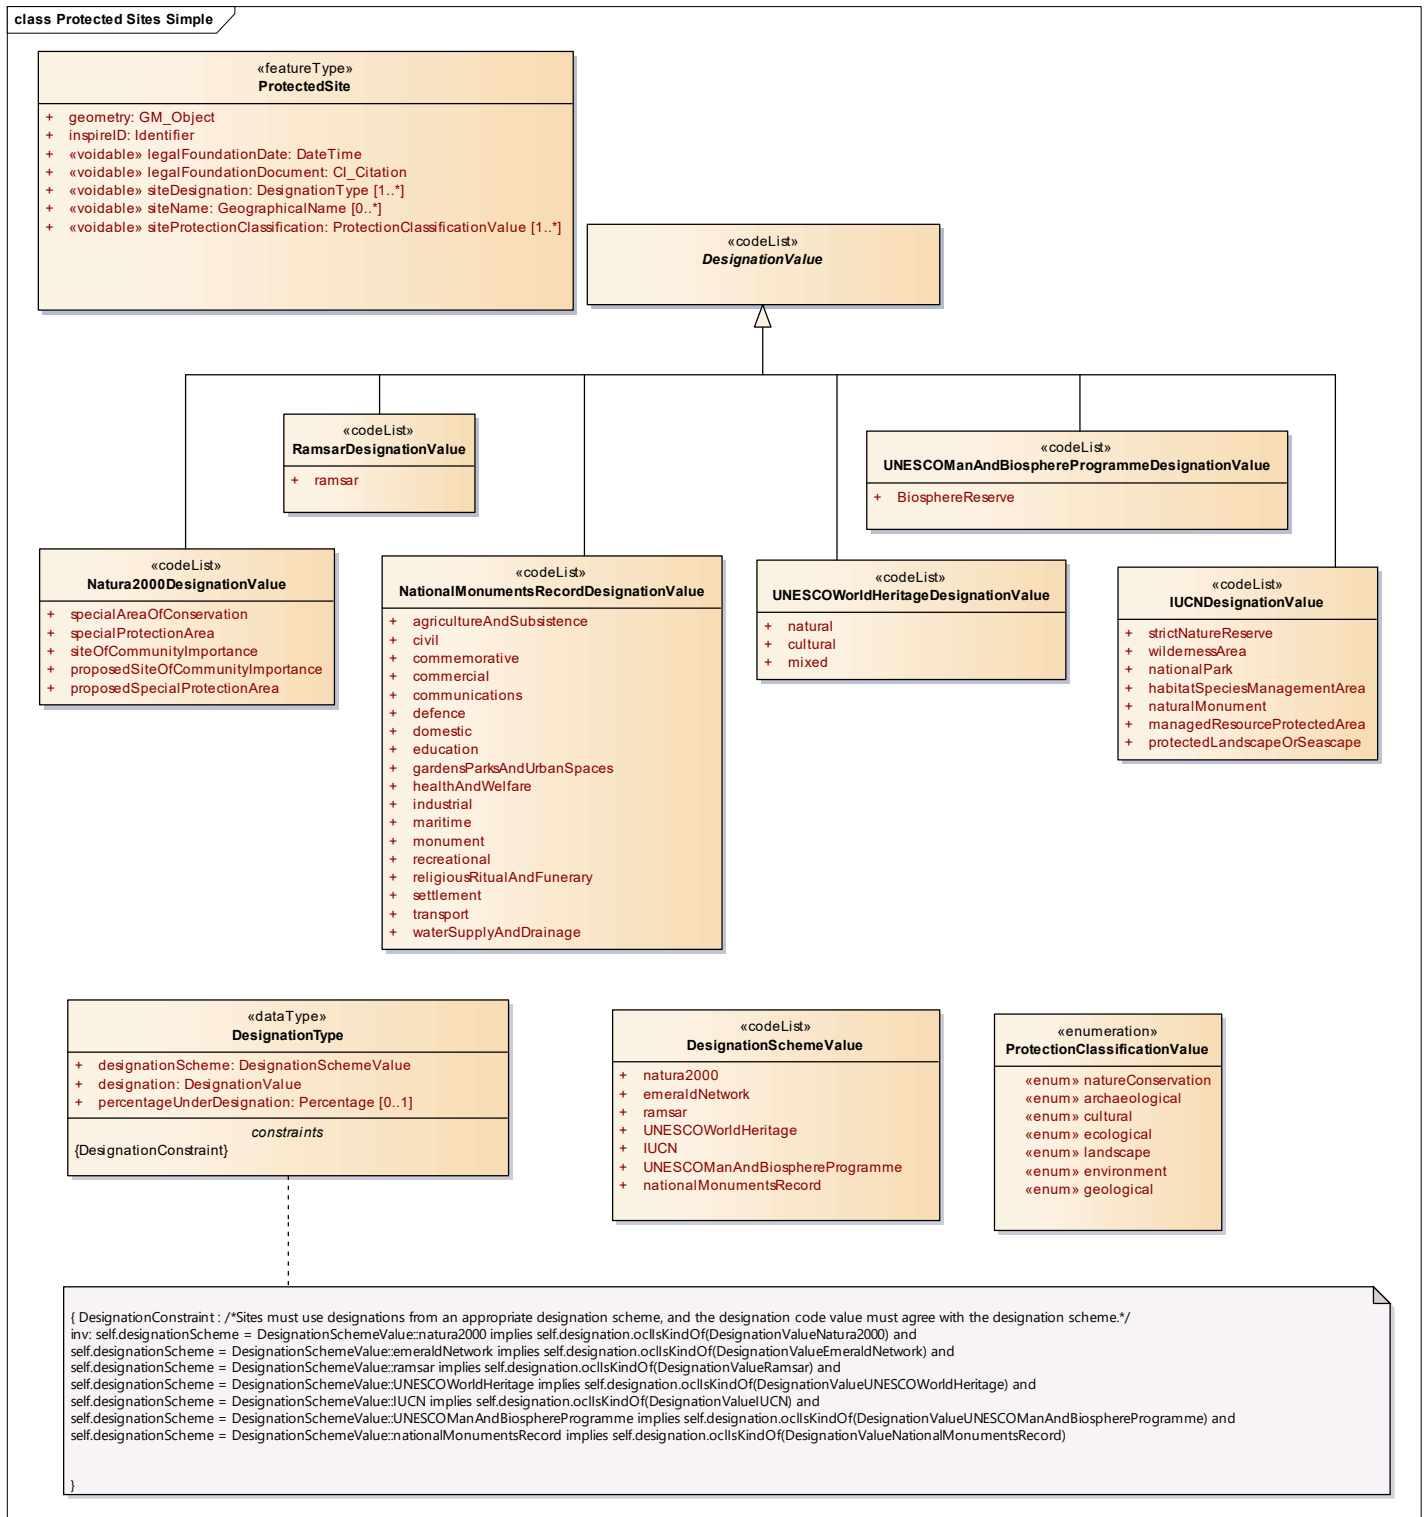 class Protected Sites Simple
«featureType»
ProtectedSite
+ geometry: GM_Object
+ inspireID: Identifier
+ «voidable» legalFoundationDate: DateTime
+ «voidable» legalFoundationDocument: CI_Citation
+ «voidable» siteDesignation: DesignationType [1..*]
+ «voidable» siteName: GeographicalName [0..*]
+ «voidable» siteProtectionClassification: ProtectionClassificationValue [1..*]
«codeList»
DesignationValue
«codeList»
RamsarDesignationValue
+ ramsar
«codeList»
UNESCOManAndBiosphereProgrammeDesignationValue
+ BiosphereReserve
«codeList»
Natura2000DesignationValue
+ specialAreaOfConservation
+ specialProtectionArea
+ siteOfCommunityImportance
+ proposedSiteOfCommunityImportance
+ proposedSpecialProtectionArea
«codeList»
NationalMonumentsRecordDesignationValue
+ agricultureAndSubsistence
+ civil
+ commemorative
+ commercial
+ communications
+ defence
+ domestic
+ education
+ gardensParksAndUrbanSpaces
+ healthAndWelfare
+ industrial
+ maritime
+ monument
+ recreational
+ religiousRitualAndFunerary
+ settlement
+ transport
+ waterSupplyAndDrainage
«codeList»
UNESCOWorldHeritageDesignationValue
+ natural
+ cultural
+ mixed
«codeList»
IUCNDesignationValue
+ strictNatureReserve
+ wildernessArea
+ nationalPark
+ habitatSpeciesManagementArea
+ naturalMonument
+ managedResourceProtectedArea
+ protectedLandscapeOrSeascape
«dataType»
DesignationType
+ designationScheme: DesignationSchemeValue
+ designation: DesignationValue
+ percentageUnderDesignation: Percentage [0..1]
constraints
{DesignationConstraint}
«codeList»
DesignationSchemeValue
+ natura2000
+ emeraldNetwork
+ ramsar
+ UNESCOWorldHeritage
+ IUCN
+ UNESCOManAndBiosphereProgramme
+ nationalMonumentsRecord
«enumeration»
ProtectionClassificationValue
«enum» natureConservation
«enum» archaeological
«enum» cultural
«enum» ecological
«enum» landscape
«enum» environment
«enum» geological
{ DesignationConstraint : /*Sites must use designations from an appropriate designation scheme, and the designation code value must agree with the designation scheme.*/
inv: self.designationScheme = DesignationSchemeValue::natura2000 implies self.designation.oclIsKindOf(DesignationValueNatura2000) and
self.designationScheme = DesignationSchemeValue::emeraldNetwork implies self.designation.oclIsKindOf(DesignationValueEmeraldNetwork) and
self.designationScheme = DesignationSchemeValue::ramsar implies self.designation.oclIsKindOf(DesignationValueRamsar) and
self.designationScheme = DesignationSchemeValue::UNESCOWorldHeritage implies self.designation.oclIsKindOf(DesignationValueUNESCOWorldHeritage) and
self.designationScheme = DesignationSchemeValue::IUCN implies self.designation.oclIsKindOf(DesignationValueIUCN) and
self.designationScheme = DesignationSchemeValue::UNESCOManAndBiosphereProgramme implies self.designation.oclIsKindOf(DesignationValueUNESCOManAndBiosphereProgramme) and
self.designationScheme = DesignationSchemeValue::nationalMonumentsRecord implies self.designation.oclIsKindOf(DesignationValueNationalMonumentsRecord)
}